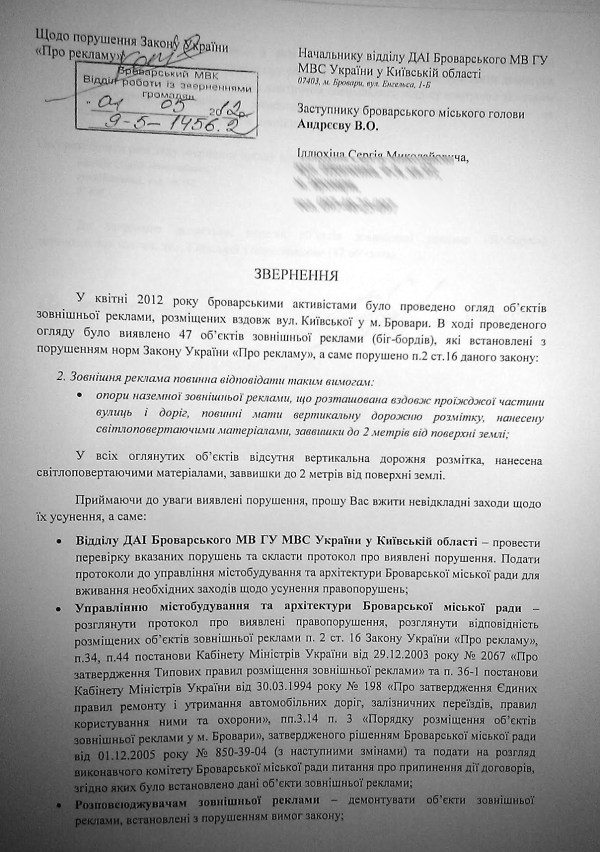 Щодо порушення Закону України
«Про рекламу»
Броварський МВК
Відділ роботи із зверненнями
громадян
"04" 05 2012р.
9-5-1456.2
Начальнику відділу ДАІ Броварського МВ ГУ
МВС України у Київській області
07403, м. Бровари, вул. Енгельса, 1-Б
Заступнику броварського міського голови
Андрєєву В.О.
Іллюхіна Сергія Миколайовича,
ЗВЕРНЕННЯ
У квітні 2012 року броварськими активістами було проведено огляд об’єктів
зовнішньої реклами, розміщених вздовж вул. Київської у м. Бровари. В ході проведеного
огляду було виявлено 47 об’єктів зовнішньої реклами (біг-бордів), які встановлені з
порушенням норм Закону України «Про рекламу», а саме порушено п.2 ст.16 даного закону:
2. Зовнішня реклама повинна відповідати таким вимогам:
• опори наземної зовнішньої реклами, що розташована вздовж проїжджої частини
вулиць і доріг, повинні мати вертикальну дорожню розмітку, нанесену
світлоповертаючими матеріалами, заввишки до 2 метрів від поверхні землі;
У всіх оглянутих об’єктів відсутня вертикальна дорожня розмітка, нанесена
світлоповертаючими матеріалами, заввишки до 2 метрів від поверхні землі.
Приймаючи до уваги виявлені порушення, прошу Вас вжити невідкладні заходи щодо
їх усунення, а саме:
• Відділу ДАІ Броварського МВ ГУ МВС України у Київській області – провести
перевірку вказаних порушень та скласти протокол про виявлені порушення. Подати
протоколи до управління містобудування та архітектури Броварської міської ради для
вживання необхідних заходів щодо усунення правопорушень;
• Управлінню містобудування та архітектури Броварської міської ради –
розглянути протокол про виявлені правопорушення, розглянути відповідність
розміщених об’єктів зовнішньої реклами п. 2 ст. 16 Закону України «Про рекламу»,
п.34, п.44 постанови Кабінету Міністрів України від 29.12.2003 року № 2067 «Про
затвердження Типових правил розміщення зовнішньої реклами» та п. 36-1 постанови
Кабінету Міністрів України від 30.03.1994 року № 198 «Про затвердження Єдиних
правил ремонту і утримання автомобільних доріг, залізничних переїздів, правил
користування ними та охорони», пп.3.14 п. 3 «Порядку розміщення об’єктів
зовнішньої реклами у м. Бровари», затвердженого рішенням Броварської міської ради
від 01.12.2005 року № 850-39-04 (з наступними змінами) та подати на розгляд
виконавчого комітету Броварської міської ради питання про припинення дії договорів,
згідно яких було встановлено дані об’єкти зовнішньої реклами;
• Розповсюджувачам зовнішньої реклами – демонтувати об’єкти зовнішньої
реклами, встановлені з порушенням вимог закону;